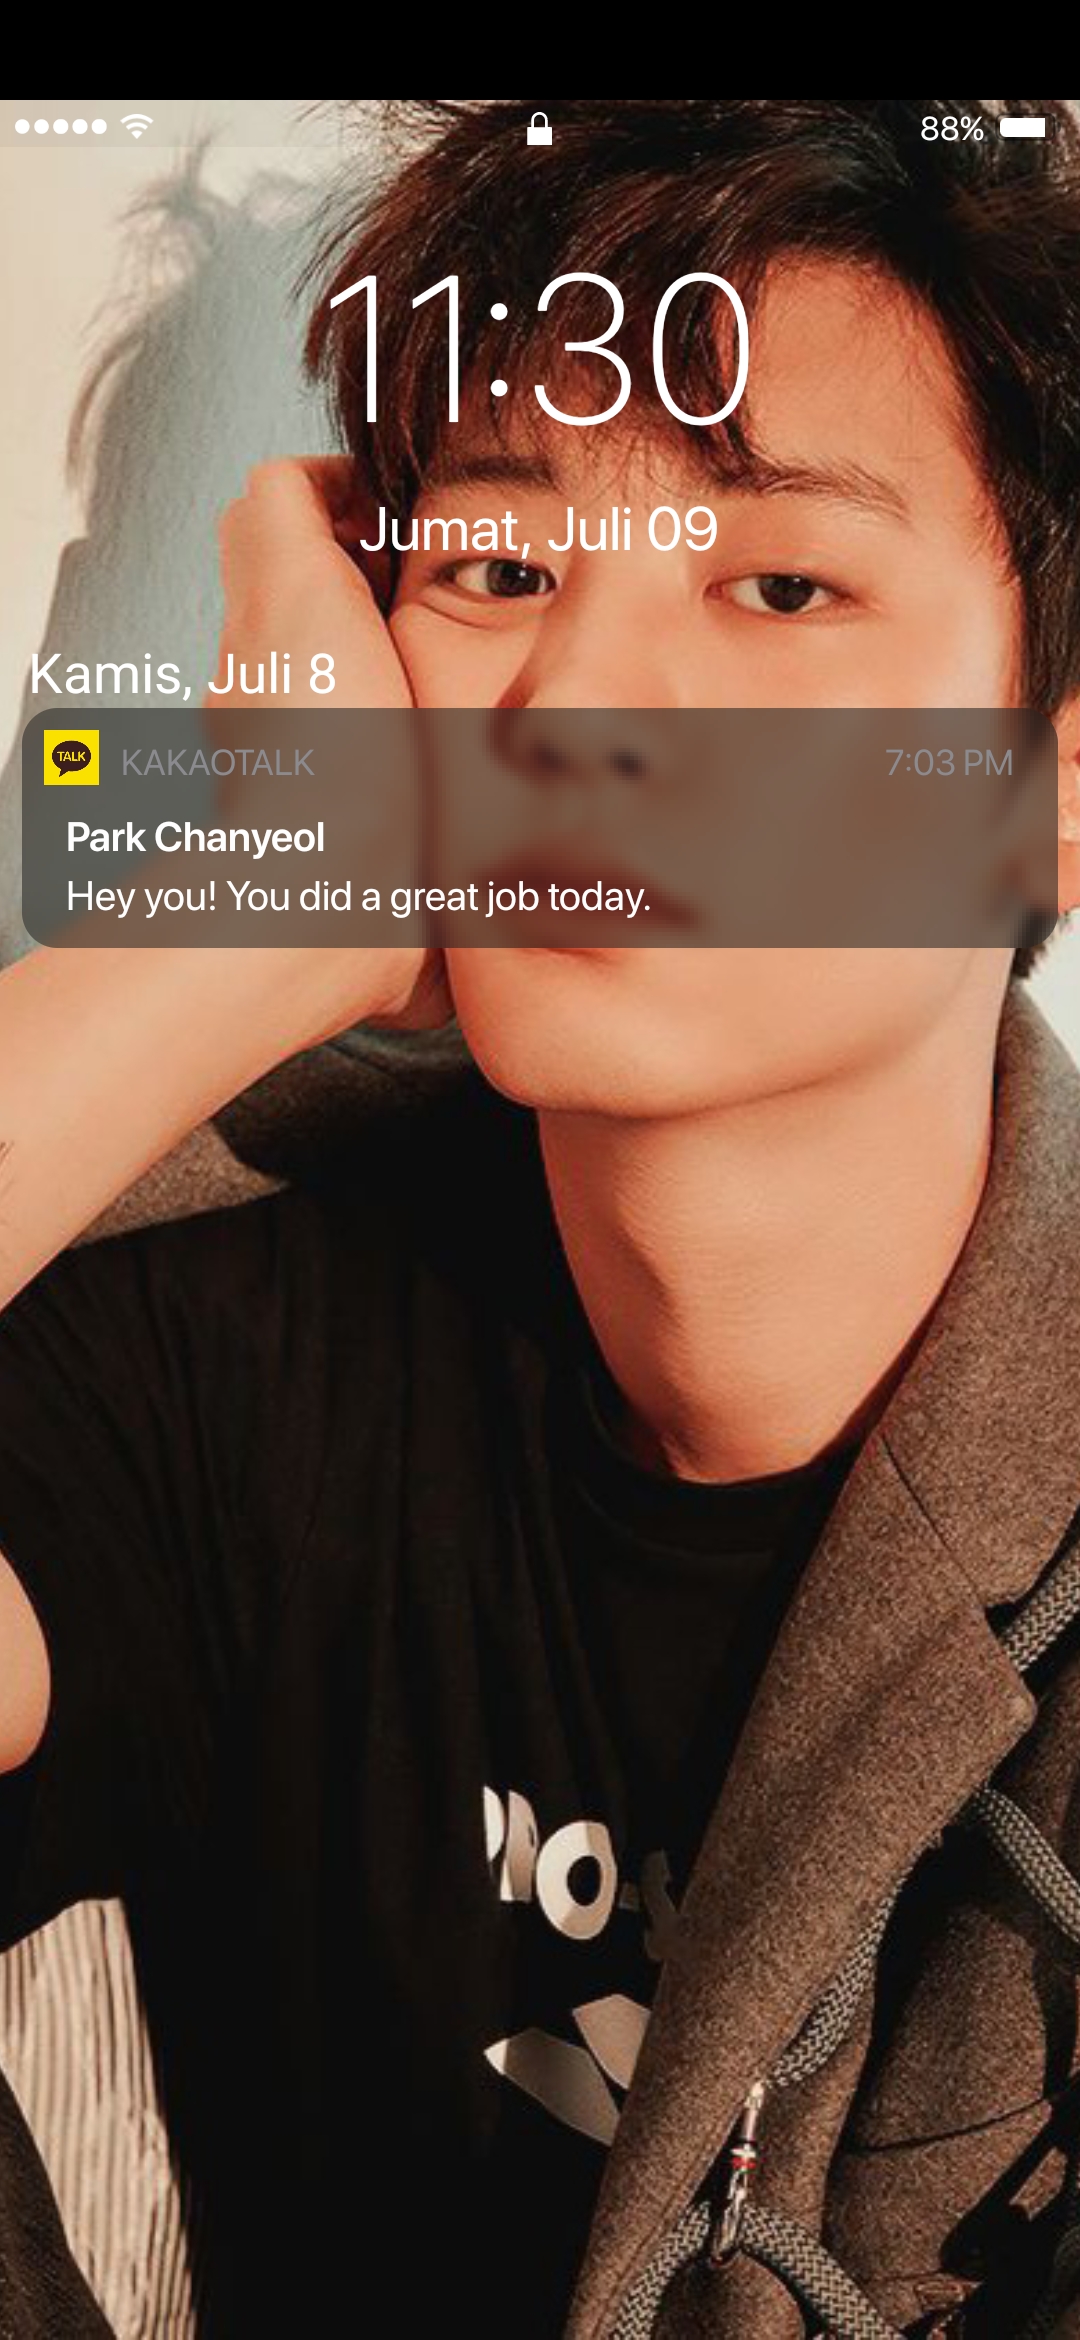 88%
11:30
Jumat, Juli 09
Kamis, Juli 8
TALK
KAKAOTALK
7:03 PM
Park Chanyeol
Hey you! You did a great job today.